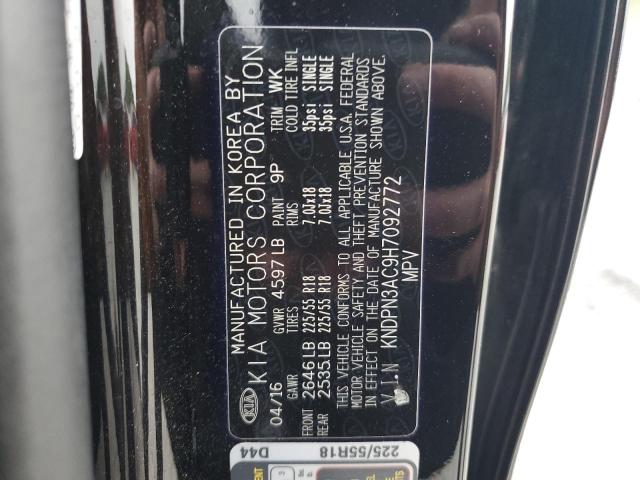 MANUFACTURED IN KOREA BY
KIA KIA MOTORS CORPORATION
04/16 GVWR 4597LB PAINT 9P TRIM WK
GAWR TIRES RIMS COLD TIRE INFL
FRONT 2646LB 225/55 R18 7.0Jx18 35psi SINGLE
REAR 2535LB 225/55 R18 7.0Jx18 35psi SINGLE
THIS VEHICLE CONFORMS TO ALL APPLICABLE U.S.A. FEDERAL
MOTOR VEHICLE SAFETY AND THEFT PREVENTION STANDARDS
IN EFFECT ON THE DATE OF MANUFACTURE SHOWN ABOVE.
V.I.N KNDPN3AC9H7092772
MPV
D44 225/55R18